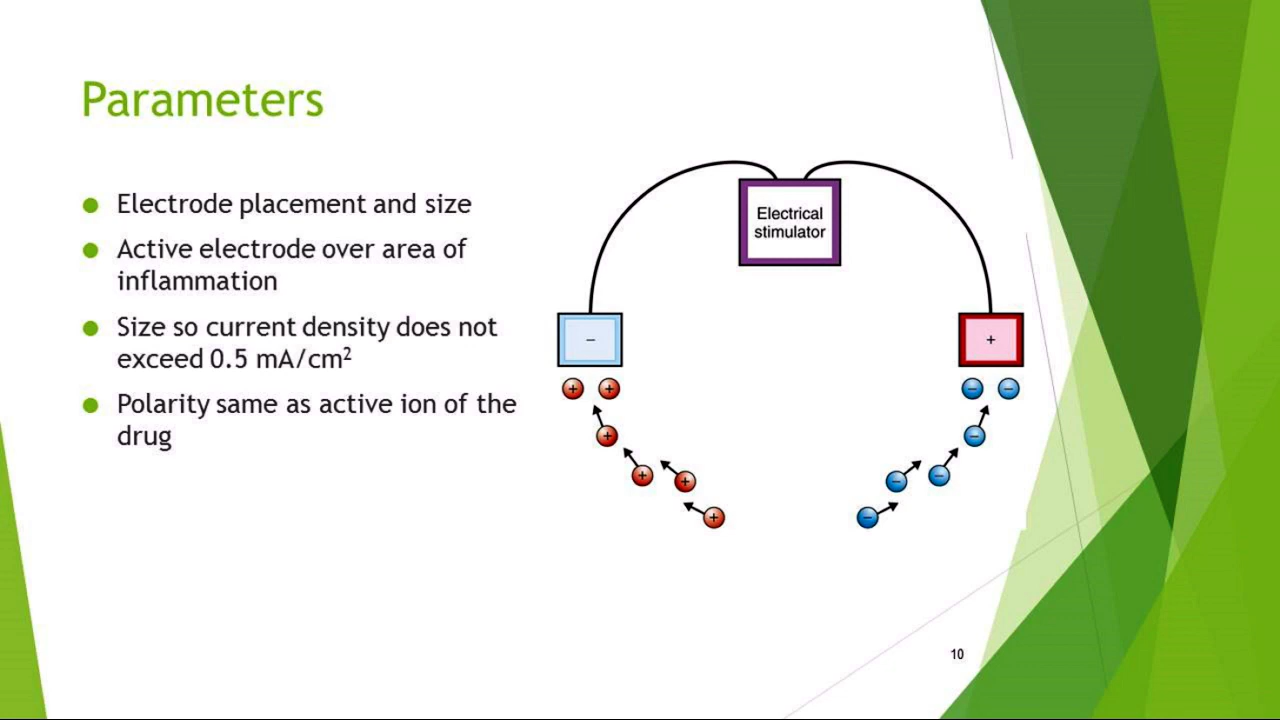 Parameters
● Electrode placement and size
● Active electrode over area of
inflammation
● Size so current density does not
exceed 0.5 mA/cm²
● Polarity same as active ion of the
drug
Electrical
stimulator
−
+
+ +
+
+ +
+
− −
−
− −
−
10